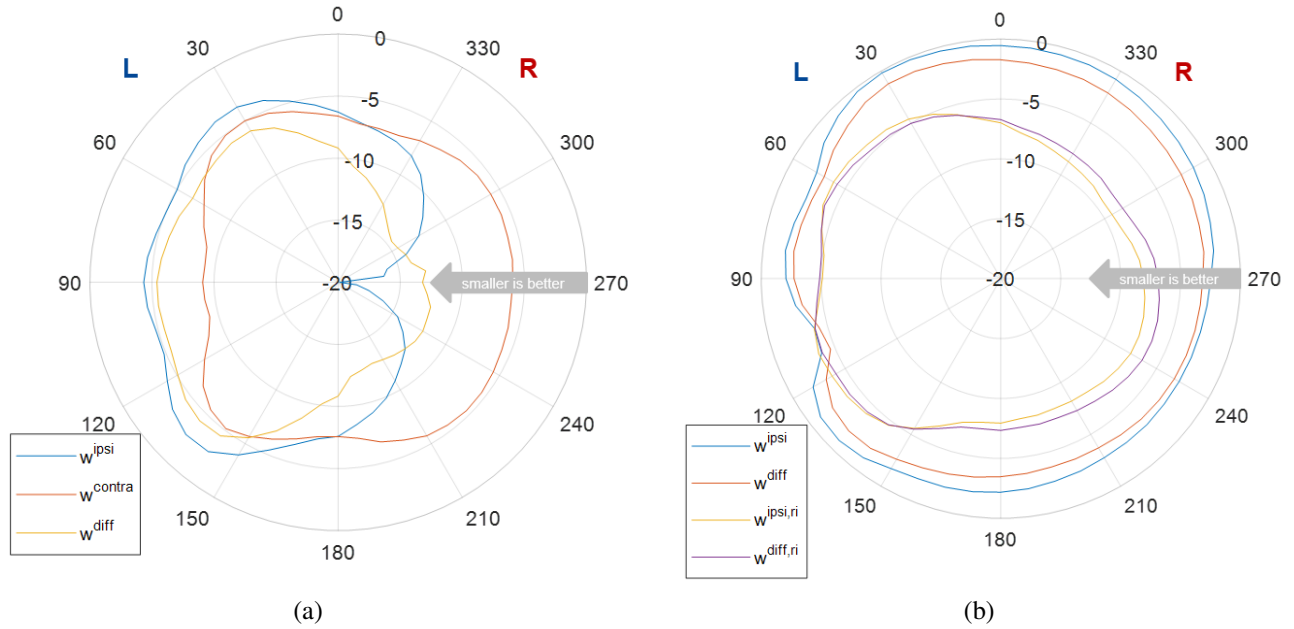 0
30
330
L
R
60
300
90
270
120
240
150
210
180
0
-5
-10
-15
-20
smaller is better
w^ipsi
w^contra
w^diff
(a)
0
30
330
L
R
60
300
90
270
120
240
150
210
180
0
-5
-10
-15
-20
smaller is better
w^ipsi
w^diff
w^ipsi,ri
w^diff,ri
(b)